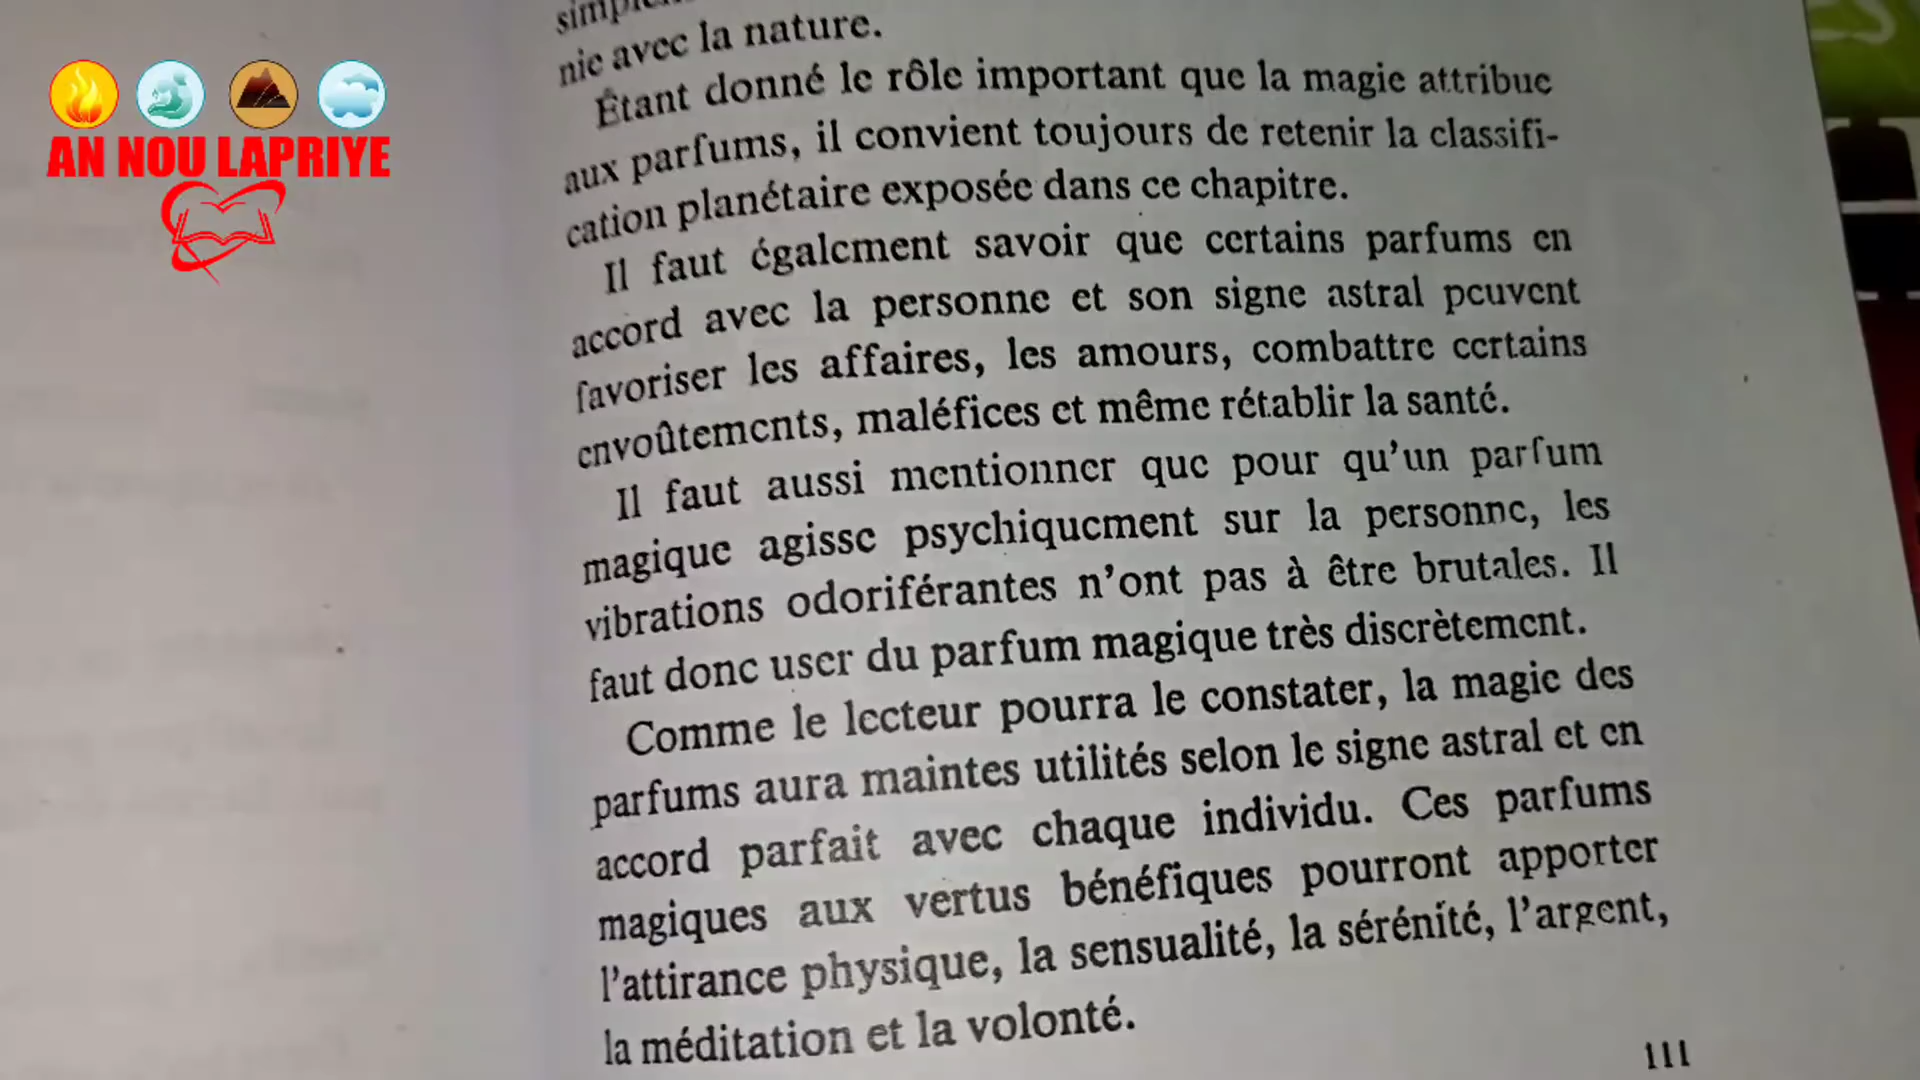 AN NOU LAPRIYE
nie avec la nature.
Étant donné le rôle important que la magie attribue
aux parfums, il convient toujours de retenir la classifi-
cation planétaire exposée dans ce chapitre.
Il faut également savoir que certains parfums en
accord avec la personne et son signe astral peuvent
favoriser les affaires, les amours, combattre certains
envoûtements, maléfices et même rétablir la santé.
Il faut aussi mentionner que pour qu'un parfum
magique agisse psychiquement sur la personne, les
vibrations odoriférantes n'ont pas à être brutales. Il
faut donc user du parfum magique très discrètement.
Comme le lecteur pourra le constater, la magie des
parfums aura maintes utilités selon le signe astral et en
accord parfait avec chaque individu. Ces parfums
magiques aux vertus bénéfiques pourront apporter
l'attirance physique, la sensualité, la sérénité, l'argent,
la méditation et la volonté.
111